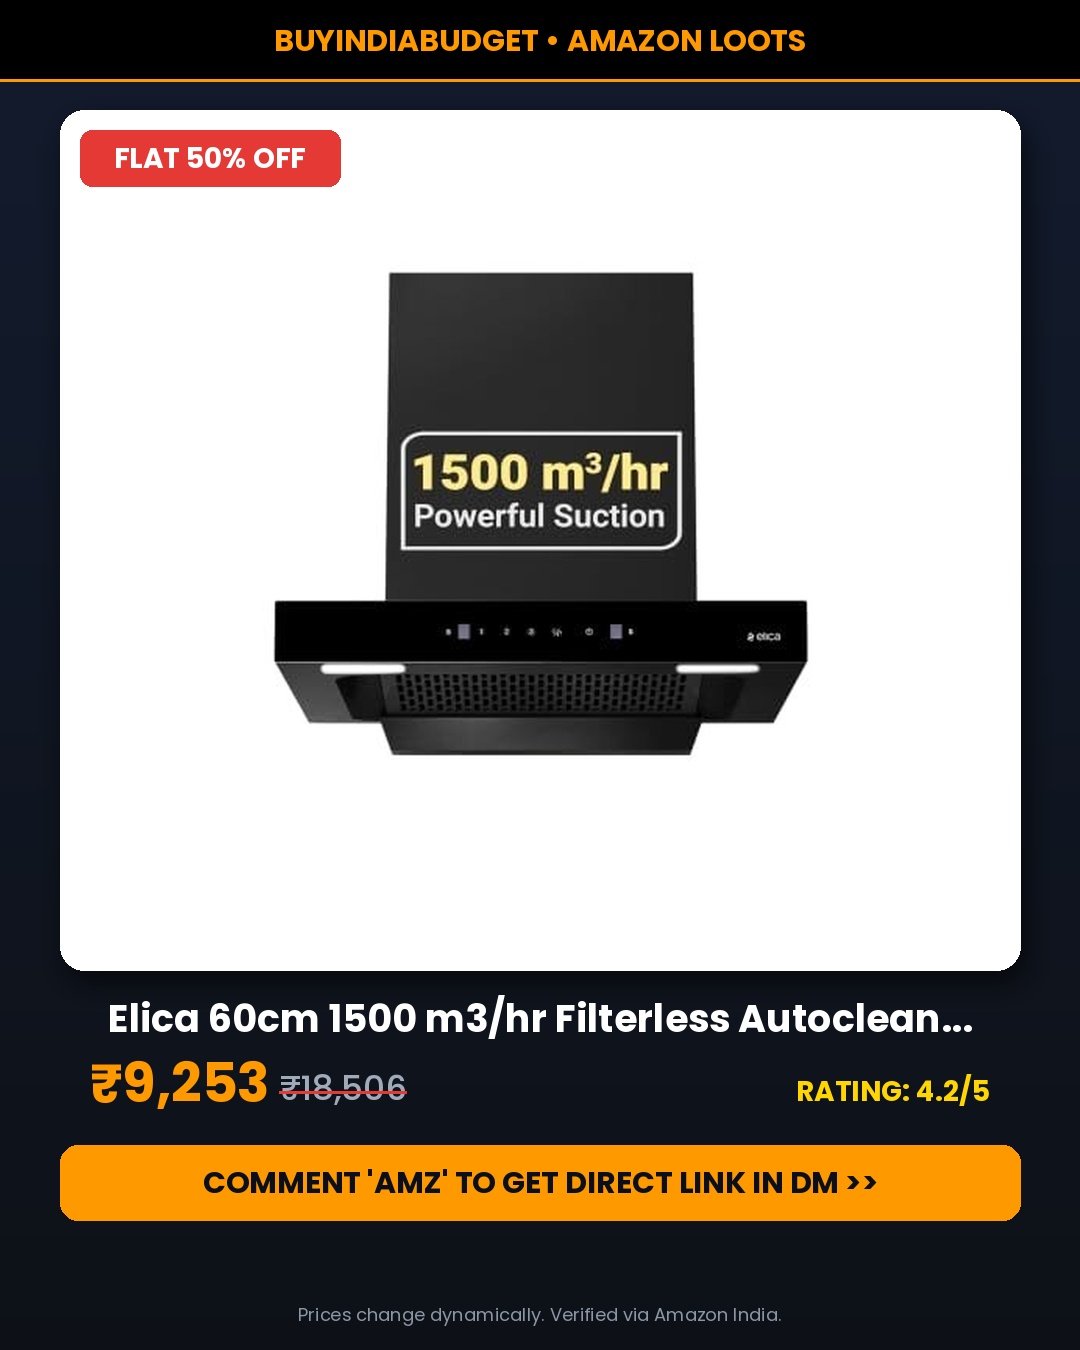 BUYINDIABUDGET • AMAZON LOOTS
FLAT 50% OFF
1500 m³/hr
Powerful Suction
elica
Elica 60cm 1500 m3/hr Filterless Autoclean...
₹9,253 ₹18,506
RATING: 4.2/5
COMMENT 'AMZ' TO GET DIRECT LINK IN DM >>
Prices change dynamically. Verified via Amazon India.